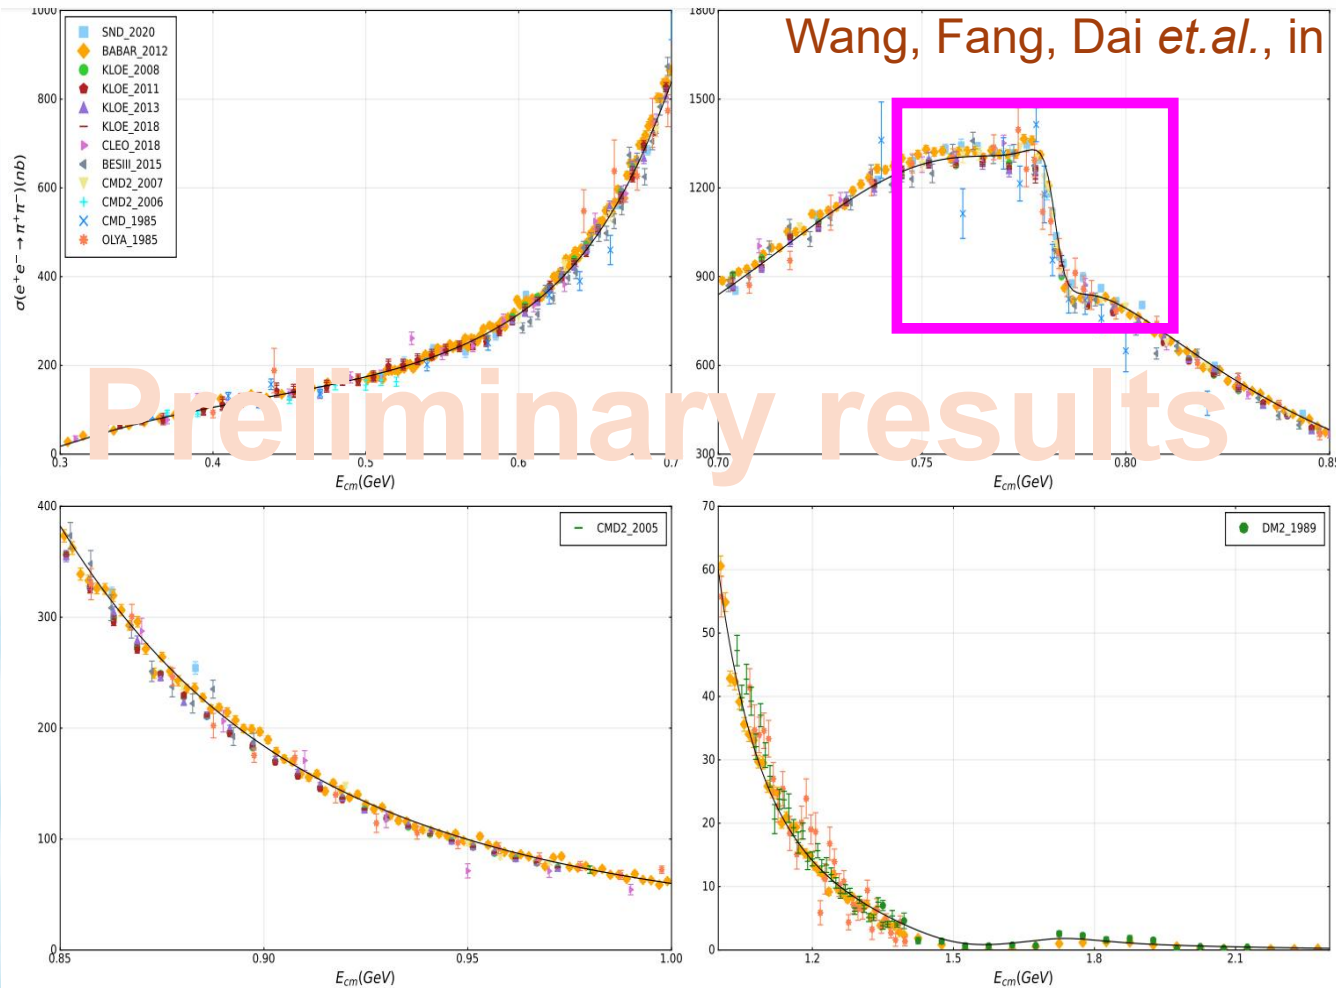 Wang, Fang, Dai et.al., in
1000
800
600
400
200
0
σ(e⁺e⁻→π⁺π⁻)(nb)
SND_2020
BABAR_2012
KLOE_2008
KLOE_2011
KLOE_2013
KLOE_2018
CLEO_2018
BESIII_2015
CMD2_2007
CMD2_2006
CMD_1985
OLYA_1985
0.3 0.4 0.5 0.6 0.7
E_cm(GeV)
1800
1500
1200
900
600
300
0.70 0.75 0.80 0.85
E_cm(GeV)
Preliminary results
400
300
200
100
0
CMD2_2005
0.85 0.90 0.95 1.00
E_cm(GeV)
70
60
50
40
30
20
10
0
DM2_1989
1.2 1.5 1.8 2.1
E_cm(GeV)